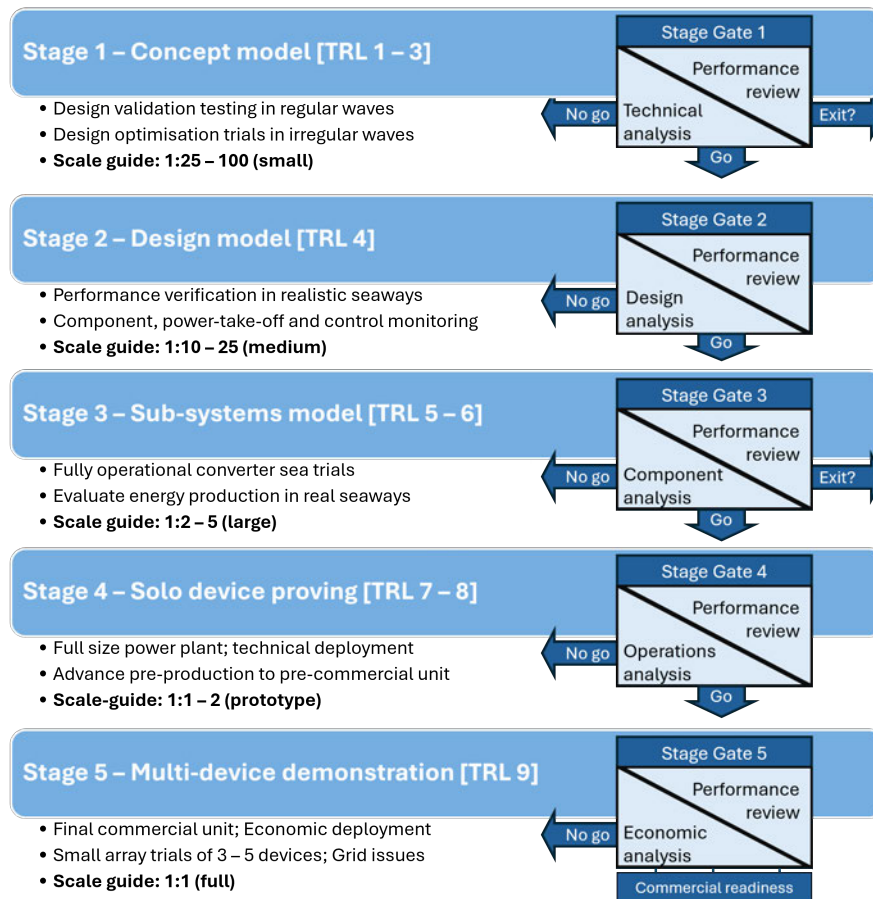 Stage 1 – Concept model [TRL 1 – 3]
• Design validation testing in regular waves
• Design optimisation trials in irregular waves
• Scale guide: 1:25 – 100 (small)
Stage Gate 1
Performance
review
Technical
analysis
No go
Exit?
Go
Stage 2 – Design model [TRL 4]
• Performance verification in realistic seaways
• Component, power-take-off and control monitoring
• Scale guide: 1:10 – 25 (medium)
Stage Gate 2
Performance
review
Design
analysis
No go
Go
Stage 3 – Sub-systems model [TRL 5 – 6]
• Fully operational converter sea trials
• Evaluate energy production in real seaways
• Scale guide: 1:2 – 5 (large)
Stage Gate 3
Performance
review
Component
analysis
No go
Exit?
Go
Stage 4 – Solo device proving [TRL 7 – 8]
• Full size power plant; technical deployment
• Advance pre-production to pre-commercial unit
• Scale-guide: 1:1 – 2 (prototype)
Stage Gate 4
Performance
review
Operations
analysis
No go
Go
Stage 5 – Multi-device demonstration [TRL 9]
• Final commercial unit; Economic deployment
• Small array trials of 3 – 5 devices; Grid issues
• Scale guide: 1:1 (full)
Stage Gate 5
Performance
review
Economic
analysis
No go
Commercial readiness